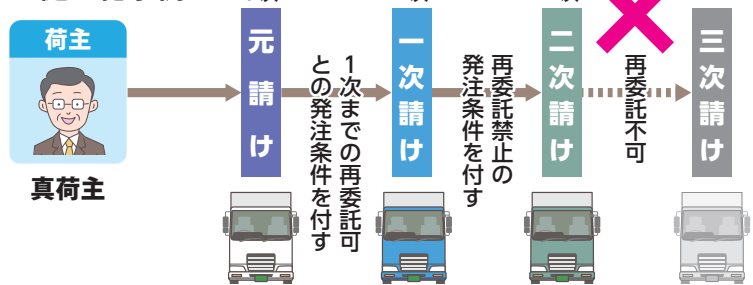 荷主
真荷主
元請け
1次までの再委託可
との発注条件を付す
一次請け
再委託禁止の
発注条件を付す
二次請け
再委託不可
三次請け